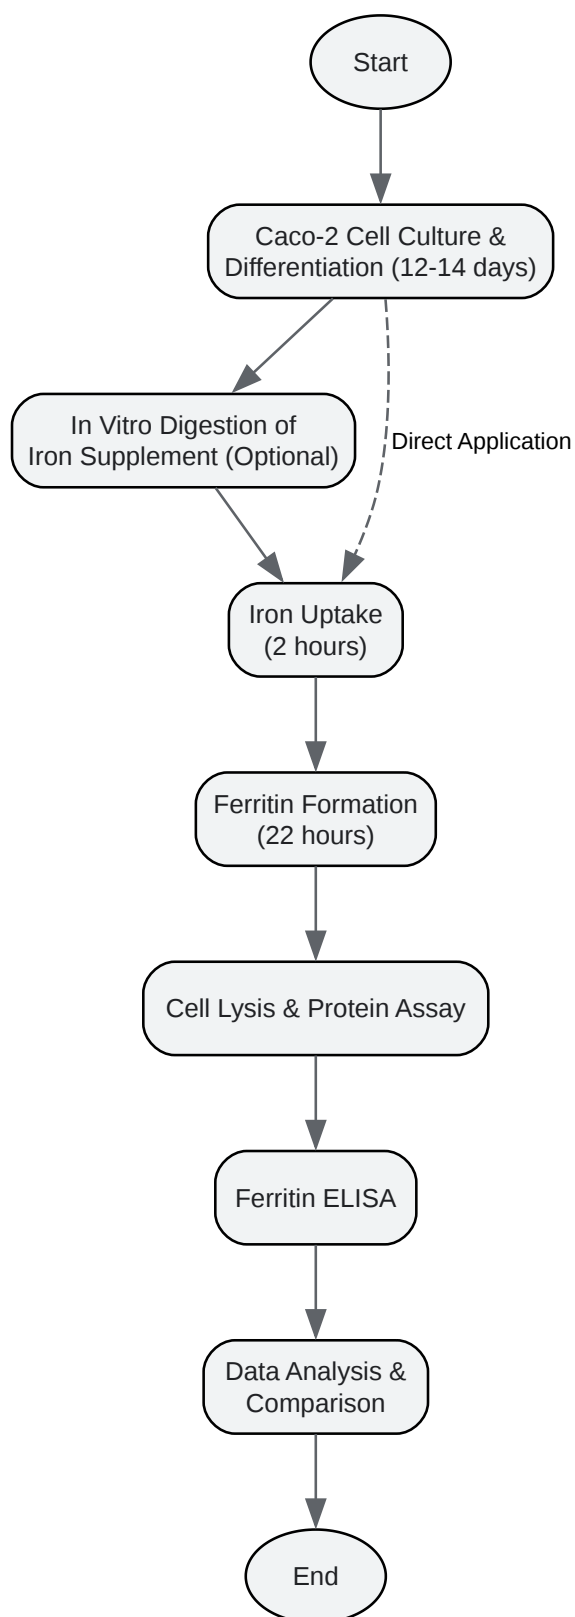 Start
Caco-2 Cell Culture &
Differentiation (12-14 days)
In Vitro Digestion of
Iron Supplement (Optional)
Direct Application
Iron Uptake
(2 hours)
Ferritin Formation
(22 hours)
Cell Lysis & Protein Assay
Ferritin ELISA
Data Analysis &
Comparison
End